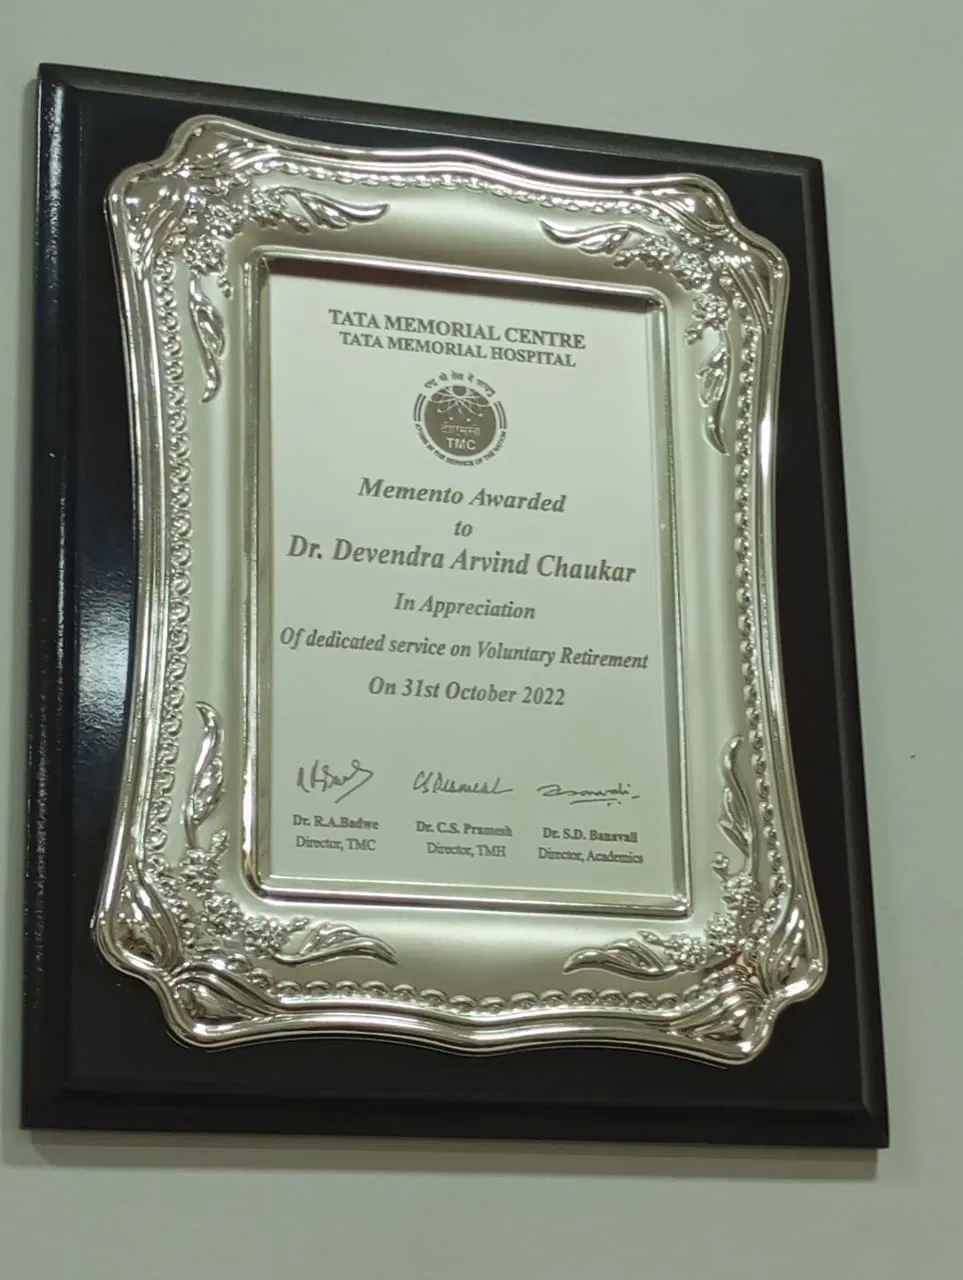 TATA MEMORIAL CENTRE
TATA MEMORIAL HOSPITAL
टीएमसी
TMC
Memento Awarded
to
Dr. Devendra Arvind Chaukar
In Appreciation
Of dedicated service on Voluntary Retirement
On 31st October 2022
Dr. R.A.Badwe Dr. C.S. Pramesh Dr. S.D. Banavali
Director, TMC Director, TMH Director, Academics